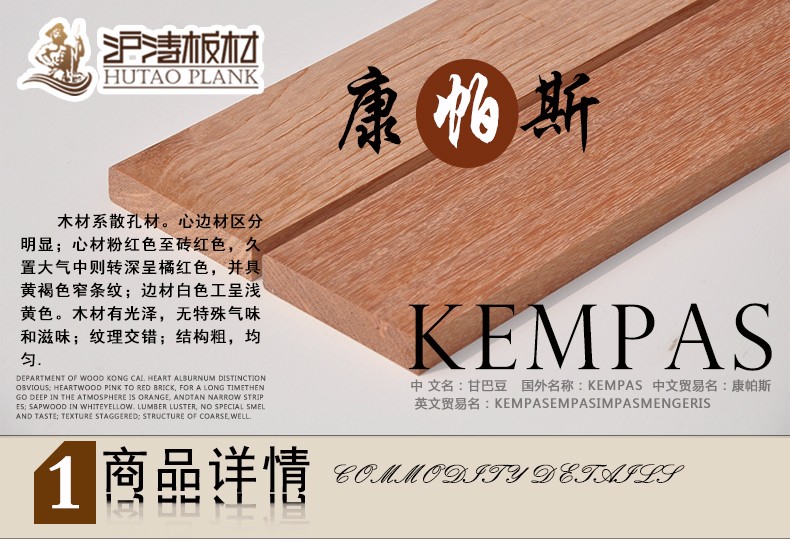 沪涛板材
HUTAO PLANK
康帕斯
木材系散孔材。心边材区分
明显；心材粉红色至砖红色，久
置大气中则转深呈橘红色，并具
黄褐色窄条纹；边材白色工呈浅
黄色。木材有光泽，无特殊气味
和滋味；纹理交错；结构粗，均
匀.
DEPARTMENT OF WOOD KONG CAI. HEART ALBURNUM DISTINCTION
OBVIOUS; HEARTWOOD PINK TO RED BRICK, FOR A LONG TIMETHEN
GO DEEP IN THE ATMOSPHERE IS ORANGE, ANDTAN NARROW STRIP
ES; SAPWOOD IN WHITEYELLOW. LUMBER LUSTER, NO SPECIAL SMEL
AND TASTE; TEXTURE STAGGERED; STRUCTURE OF COARSE,WELL.
KEMPAS
中 文名：甘巴豆 国外名称：KEMPAS 中文贸易名：康帕斯
英文贸易名：KEMPASEMPASIMPASMENGERIS
1 商品详情 COMMODITY DETAILS